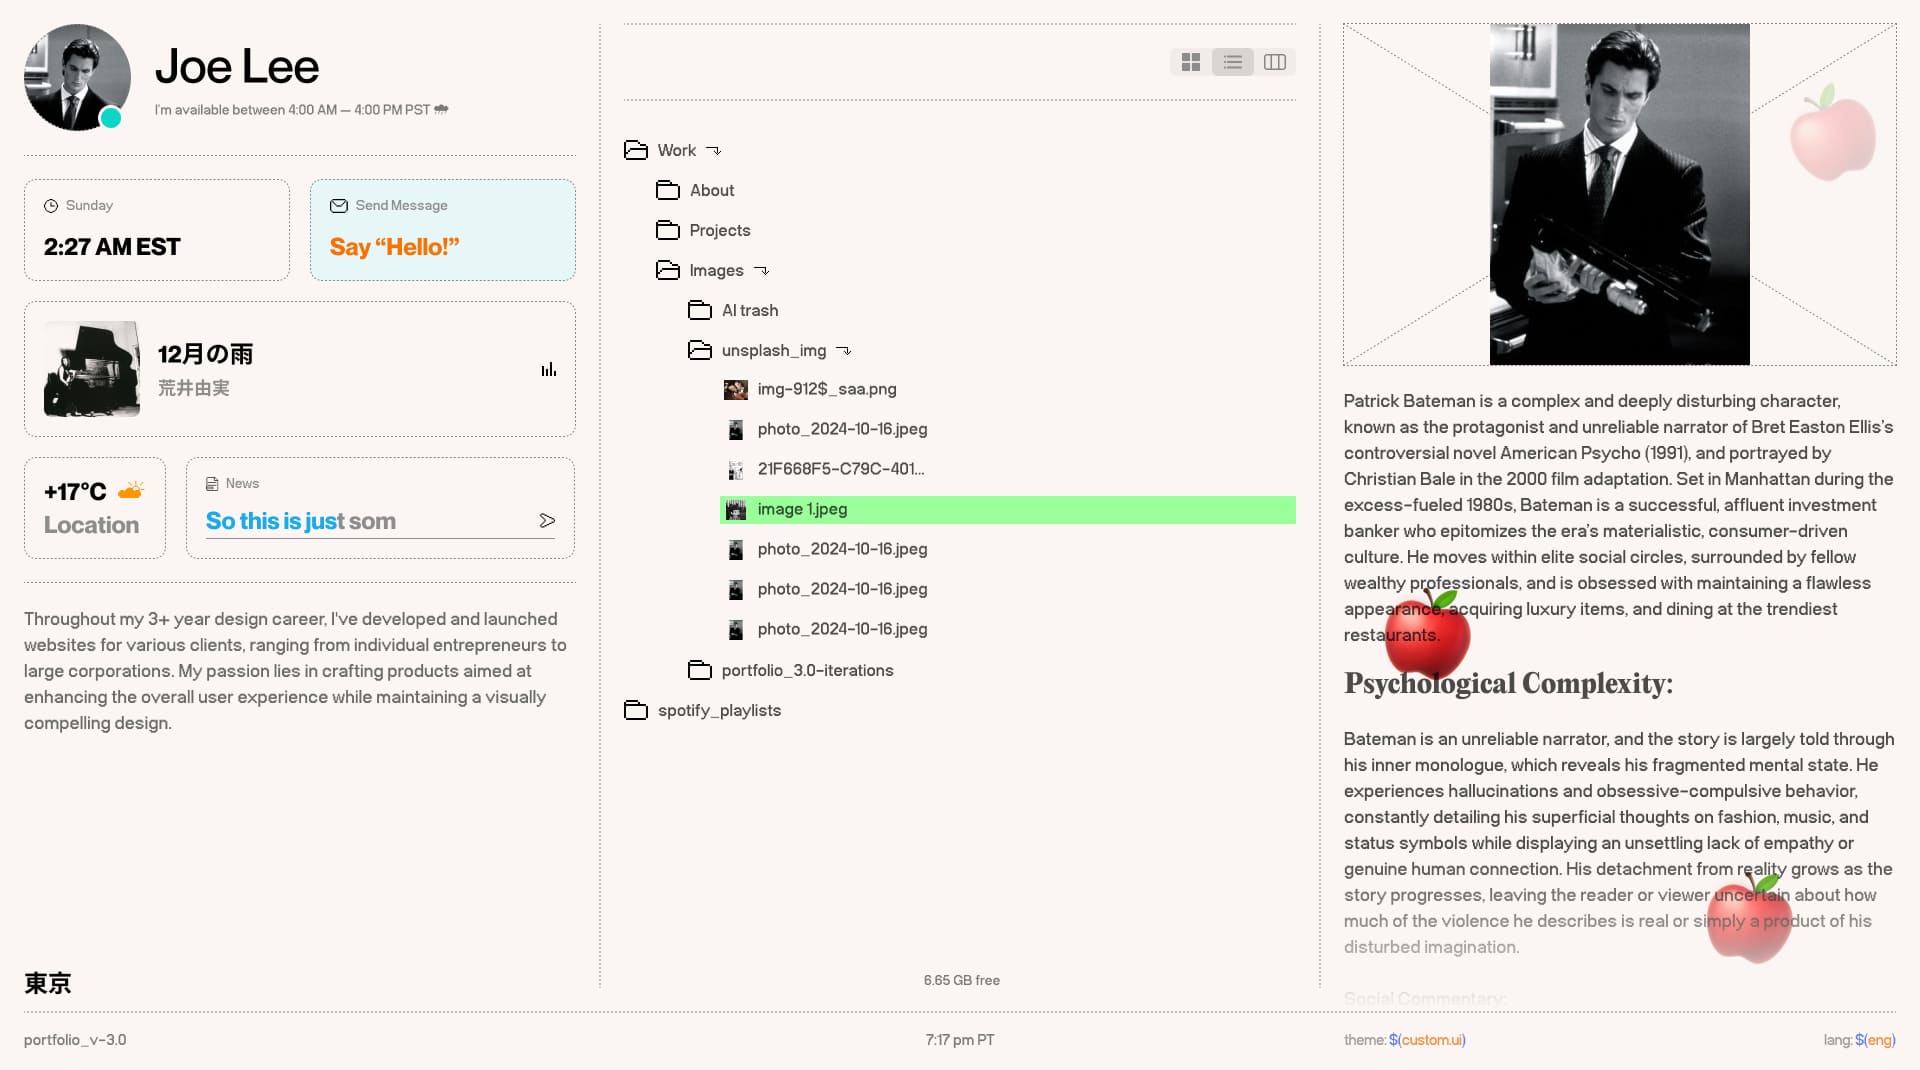 Joe Lee
I'm available between 4:00 AM — 4:00 PM PST
Sunday
2:27 AM EST
Send Message
Say “Hello!”
12月の雨
荒井由実
+17°C
Location
News
So this is just som
Throughout my 3+ year design career, I've developed and launched
websites for various clients, ranging from individual entrepreneurs to
large corporations. My passion lies in crafting products aimed at
enhancing the overall user experience while maintaining a visually
compelling design.
東京
portfolio_v-3.0
Work
About
Projects
Images
AI trash
unsplash_img
img-912$_saa.png
photo_2024-10-16.jpeg
21F668F5-C79C-401...
image 1.jpeg
photo_2024-10-16.jpeg
photo_2024-10-16.jpeg
photo_2024-10-16.jpeg
portfolio_3.0-iterations
spotify_playlists
6.65 GB free
7:17 pm PT
Patrick Bateman is a complex and deeply disturbing character,
known as the protagonist and unreliable narrator of Bret Easton Ellis's
controversial novel American Psycho (1991), and portrayed by
Christian Bale in the 2000 film adaptation. Set in Manhattan during the
excess-fueled 1980s, Bateman is a successful, affluent investment
banker who epitomizes the era's materialistic, consumer-driven
culture. He moves within elite social circles, surrounded by fellow
wealthy professionals, and is obsessed with maintaining a flawless
appearance, acquiring luxury items, and dining at the trendiest
restaurants.
Psychological Complexity:
Bateman is an unreliable narrator, and the story is largely told through
his inner monologue, which reveals his fragmented mental state. He
experiences hallucinations and obsessive-compulsive behavior,
constantly detailing his superficial thoughts on fashion, music, and
status symbols while displaying an unsettling lack of empathy or
genuine human connection. His detachment from reality grows as the
story progresses, leaving the reader or viewer uncertain about how
much of the violence he describes is real or simply a product of his
disturbed imagination.
Social Commentary:
theme: $(custom.ui)
lang: $(eng)